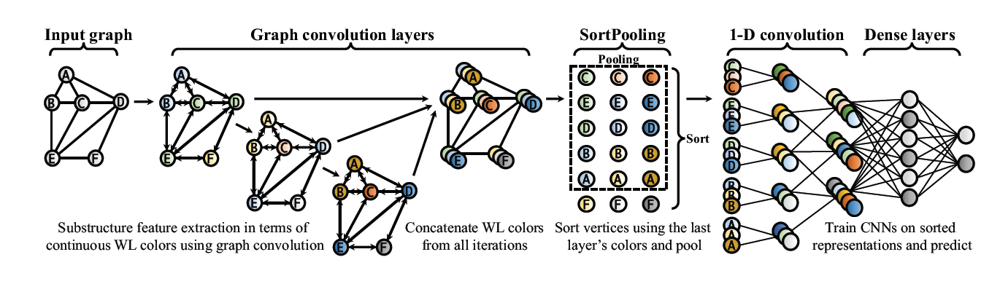 Input graph
Graph convolution layers
SortPooling
1-D convolution
Dense layers
Pooling
A
B C D
E F
A
B C D
E F
A
B C D
E F
A
B C D
E F
A
B C D
E F
C C C
E E E
D D D
B B B
A A A
F F F
Sort
C
C
C
E
E
E
D
D
D
B
B
B
A
A
A
Substructure feature extraction in terms of
continuous WL colors using graph convolution
Concatenate WL colors
from all iterations
Sort vertices using the last
layer's colors and pool
Train CNNs on sorted
representations and predict